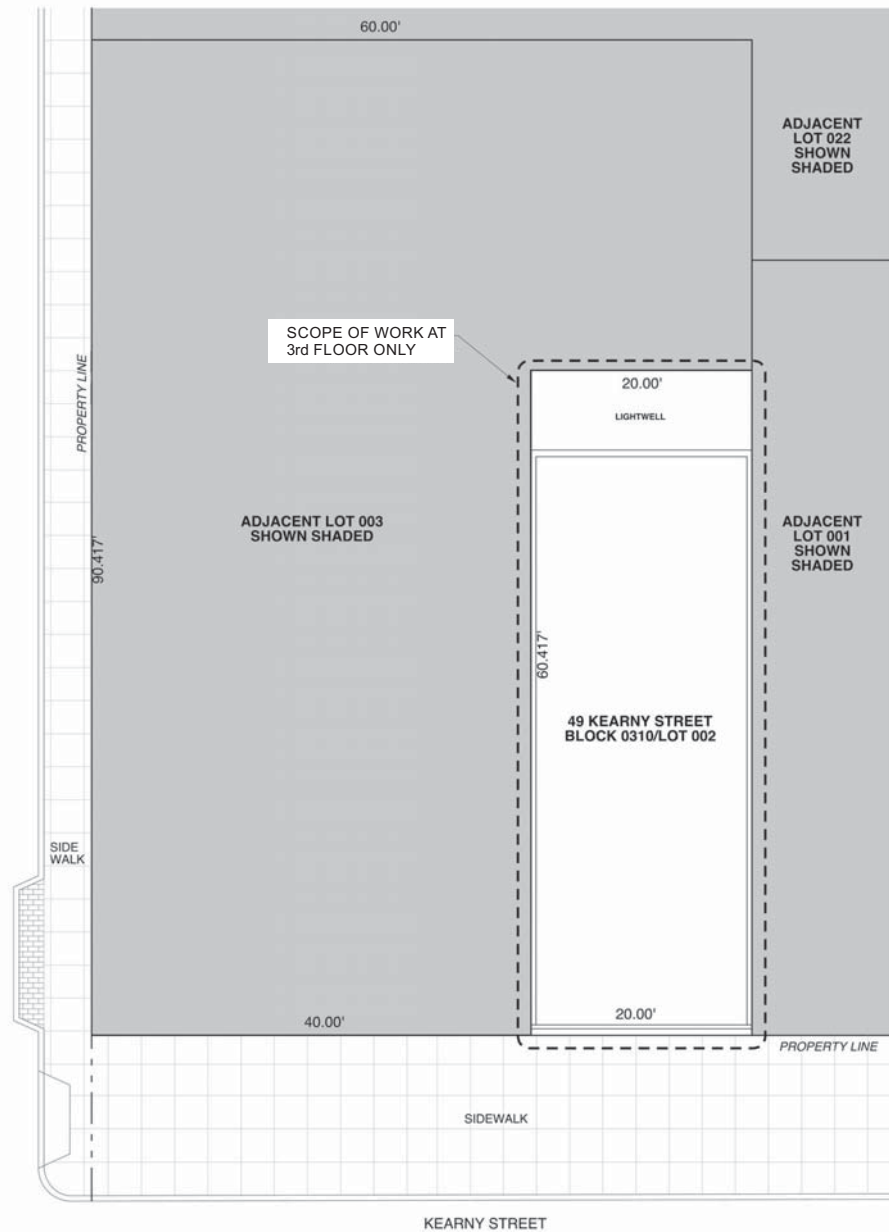 60.00'
ADJACENT
LOT 022
SHOWN
SHADED
SCOPE OF WORK AT
3rd FLOOR ONLY
PROPERTY LINE
20.00'
LIGHTWELL
ADJACENT LOT 003
SHOWN SHADED
ADJACENT
LOT 001
SHOWN
SHADED
90.417'
60.417'
49 KEARNY STREET
BLOCK 0310/LOT 002
SIDE
WALK
40.00'
20.00'
PROPERTY LINE
SIDEWALK
KEARNY STREET